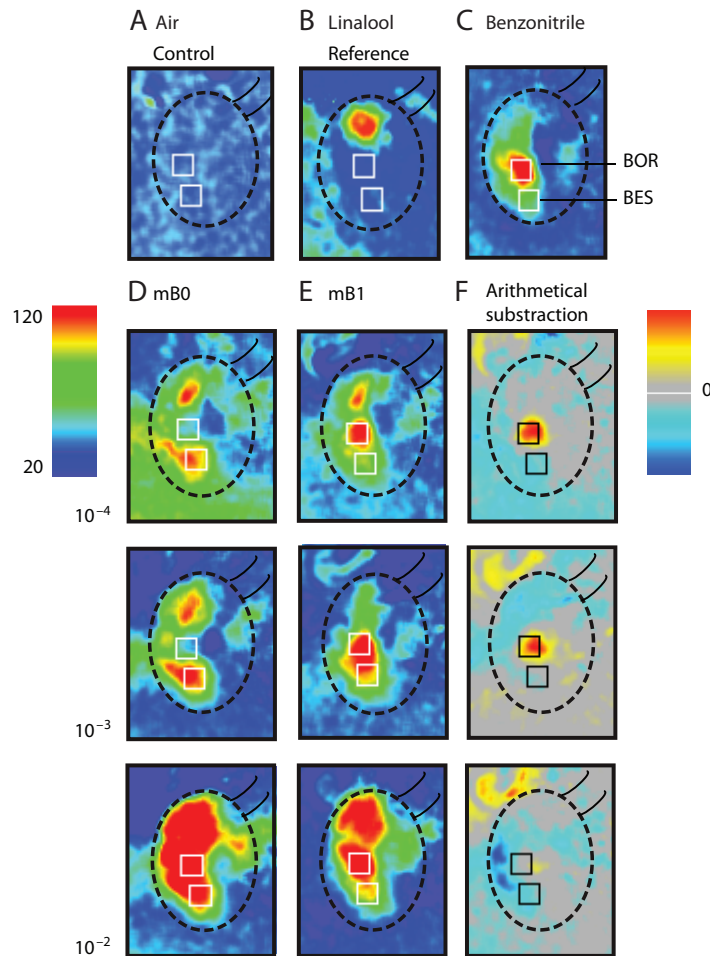 A Air
Control
B Linalool
Reference
C Benzonitrile
BOR
BES
D mB0
E mB1
F Arithmetical
substraction
120
20
0
10⁻⁴
10⁻³
10⁻²